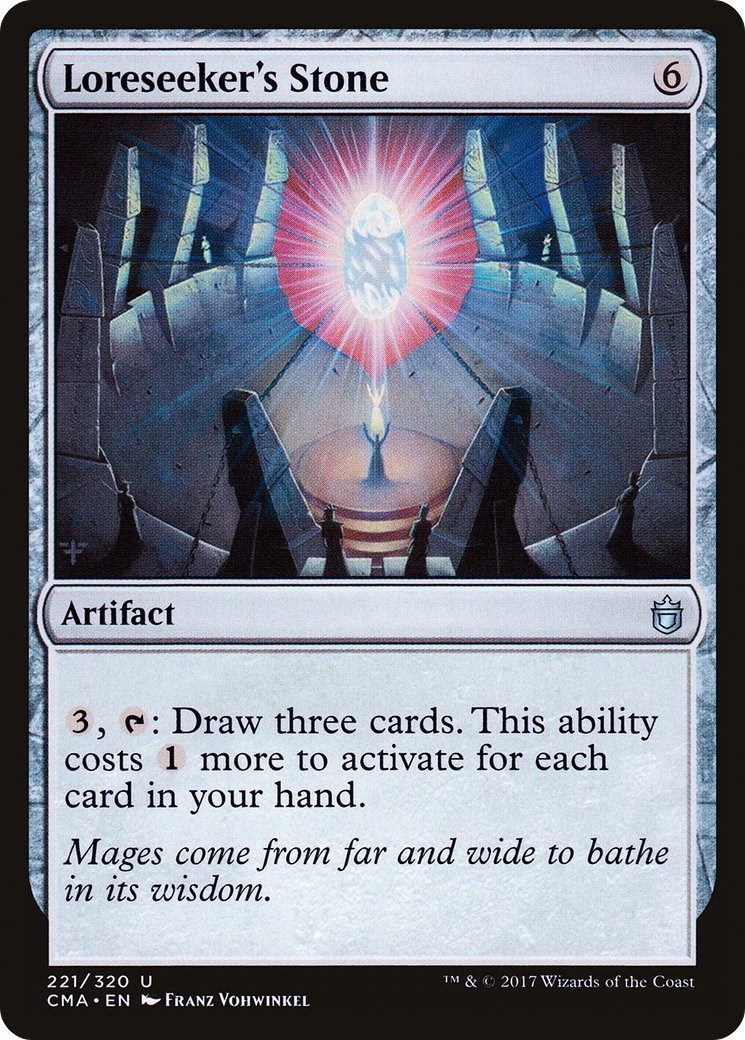 Loreseeker's Stone 6
Artifact
3, : Draw three cards. This ability
costs 1 more to activate for each
card in your hand.
Mages come from far and wide to bathe
in its wisdom.
221/320 U
™ & © 2017 Wizards of the Coast
CMA • EN Franz Vohwinkel